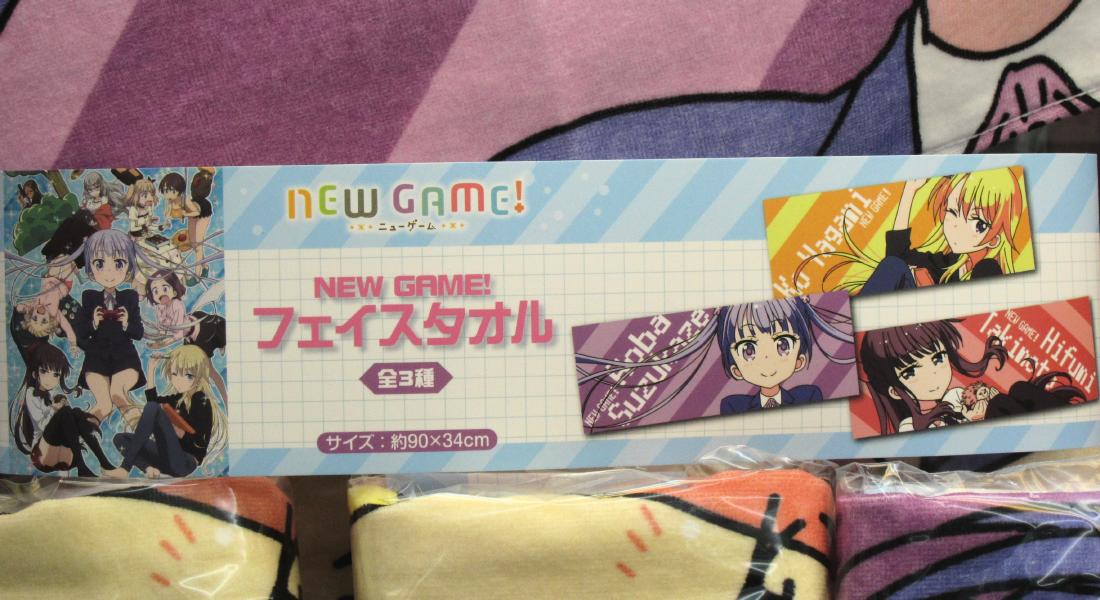 NEW GAME!
ニューゲーム
NEW GAME!
フェイスタオル
全3種
サイズ：約90×34cm
Ko Yagami
NEW GAME!
Aoba
Suzukaze
NEW GAME!
NEW GAME! Hifumi
Takimoto